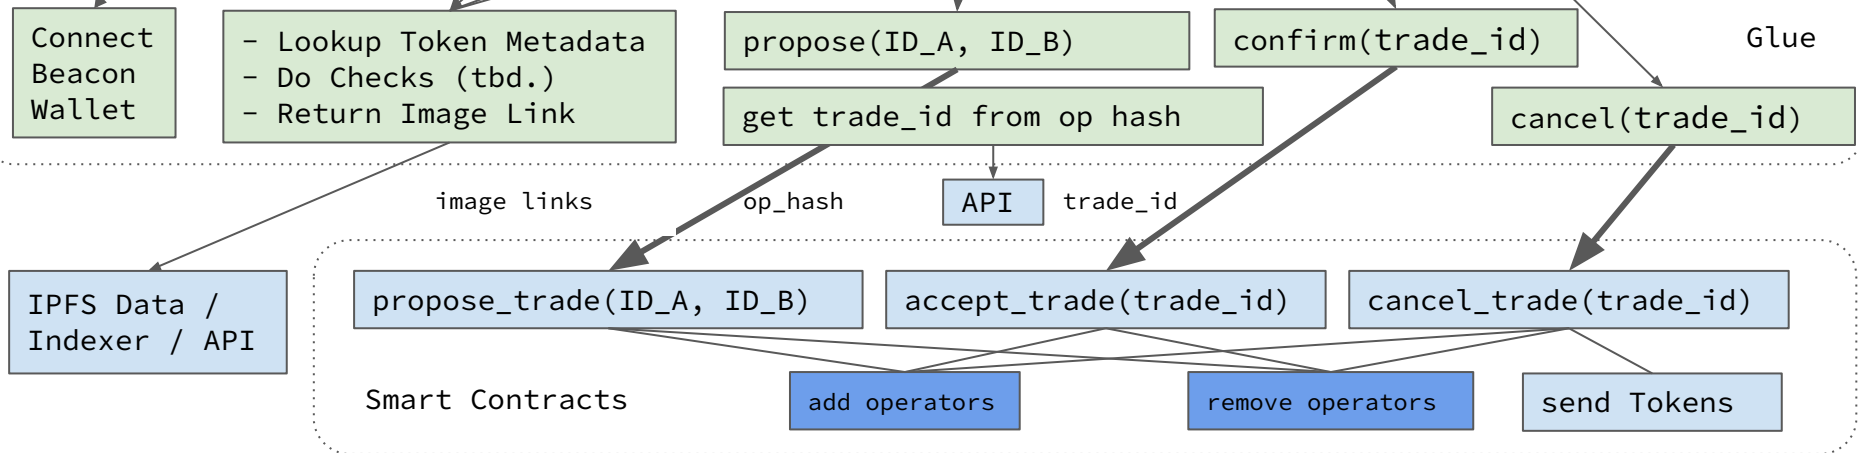 Connect
Beacon
Wallet
- Lookup Token Metadata
- Do Checks (tbd.)
- Return Image Link
propose(ID_A, ID_B)
get trade_id from op hash
confirm(trade_id)
Glue
cancel(trade_id)
image links
op_hash
API
trade_id
IPFS Data /
Indexer / API
propose_trade(ID_A, ID_B)
accept_trade(trade_id)
cancel_trade(trade_id)
Smart Contracts
add operators
remove operators
send Tokens